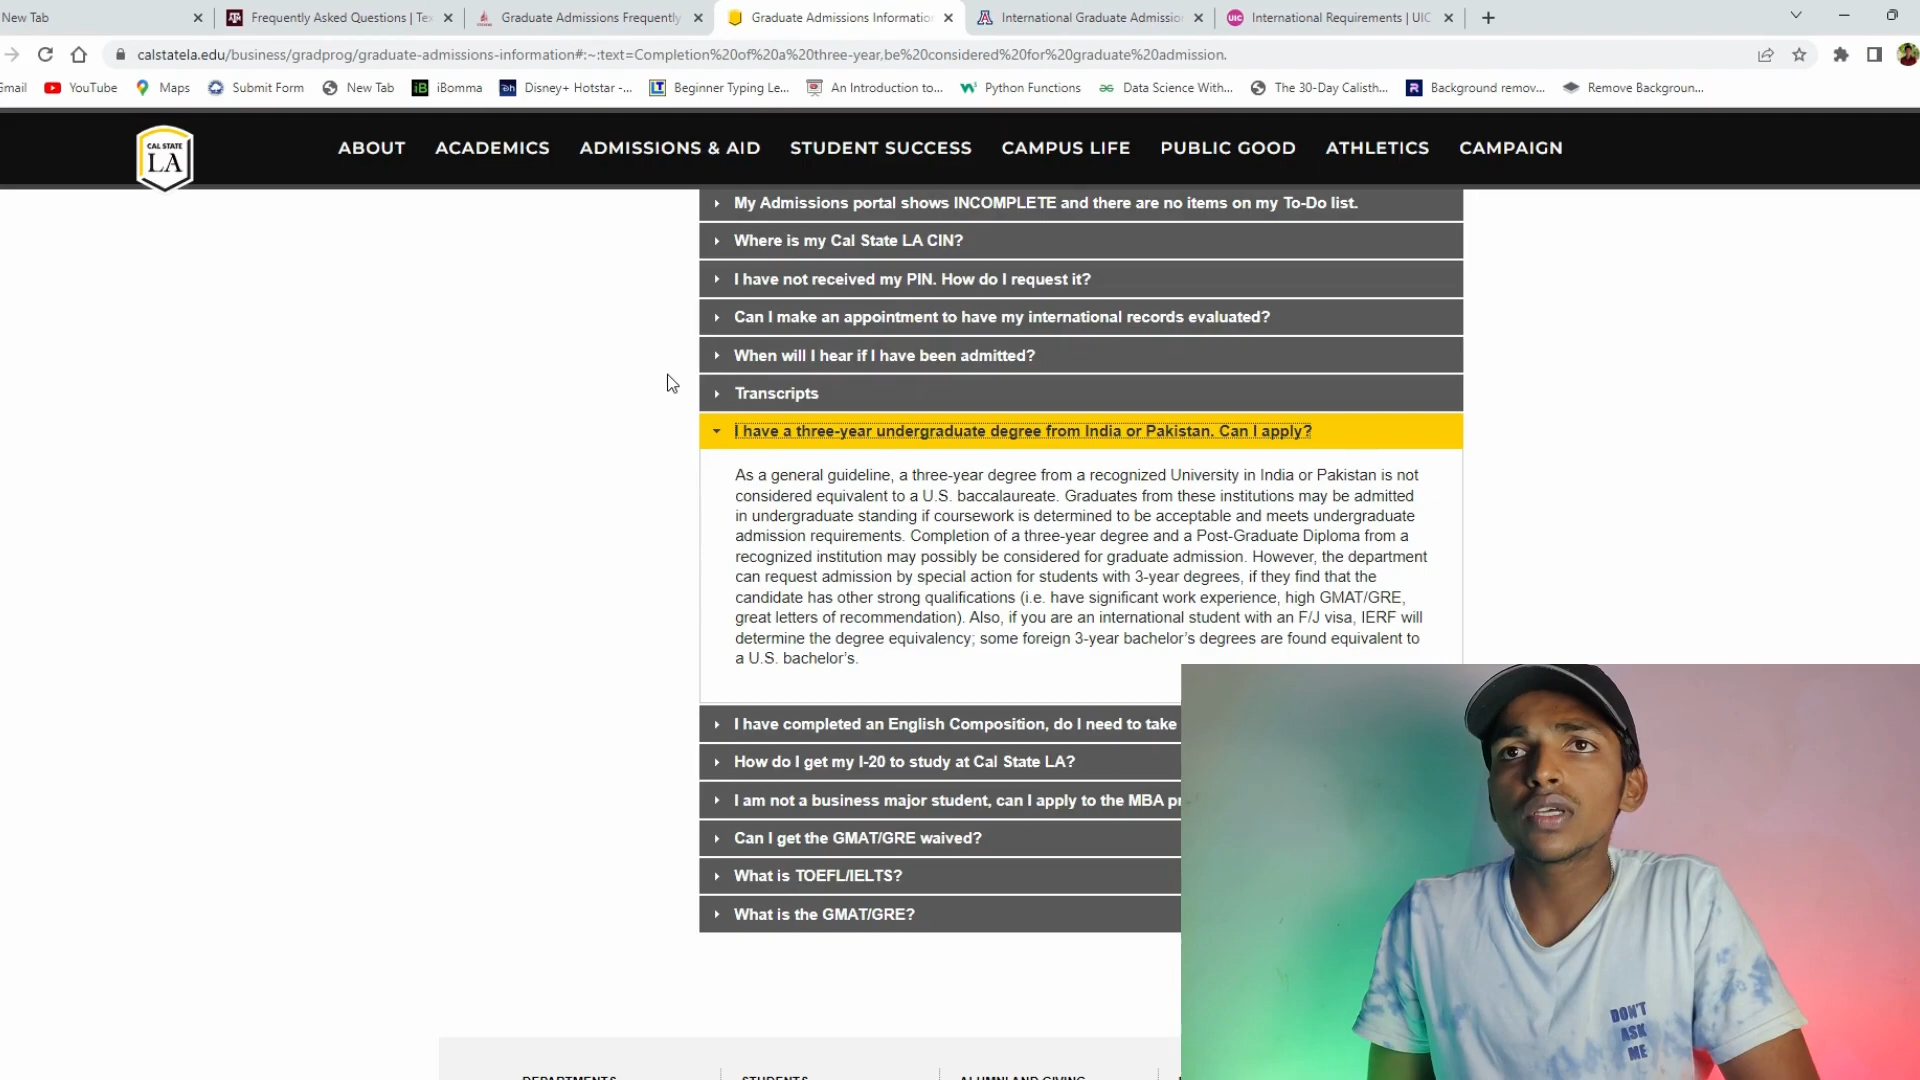 New Tab
Frequently Asked Questions | Te
Graduate Admissions Frequently
Graduate Admissions Informatio
International Graduate Admissio
International Requirements | UIC
calstatela.edu/business/gradprog/graduate-admissions-information#:~:text=Completion%20of%20a%20three-year,be%20considered%20for%20graduate%20admission.
Gmail
YouTube
Maps
Submit Form
New Tab
iBomma
Disney+ Hotstar -...
Beginner Typing Le...
An Introduction to...
Python Functions
Data Science With...
The 30-Day Calisth...
Background remov...
Remove Backgroun...
CAL STATE
LA
ABOUT
ACADEMICS
ADMISSIONS & AID
STUDENT SUCCESS
CAMPUS LIFE
PUBLIC GOOD
ATHLETICS
CAMPAIGN
My Admissions portal shows INCOMPLETE and there are no items on my To-Do list.
Where is my Cal State LA CIN?
I have not received my PIN. How do I request it?
Can I make an appointment to have my international records evaluated?
When will I hear if I have been admitted?
Transcripts
I have a three-year undergraduate degree from India or Pakistan. Can I apply?
As a general guideline, a three-year degree from a recognized University in India or Pakistan is not
considered equivalent to a U.S. baccalaureate. Graduates from these institutions may be admitted
in undergraduate standing if coursework is determined to be acceptable and meets undergraduate
admission requirements. Completion of a three-year degree and a Post-Graduate Diploma from a
recognized institution may possibly be considered for graduate admission. However, the department
can request admission by special action for students with 3-year degrees, if they find that the
candidate has other strong qualifications (i.e. have significant work experience, high GMAT/GRE,
great letters of recommendation). Also, if you are an international student with an F/J visa, IERF will
determine the degree equivalency; some foreign 3-year bachelor's degrees are found equivalent to
a U.S. bachelor's.
I have completed an English Composition, do I need to take
How do I get my I-20 to study at Cal State LA?
I am not a business major student, can I apply to the MBA pr
Can I get the GMAT/GRE waived?
What is TOEFL/IELTS?
What is the GMAT/GRE?
DON'T
ASK
ME
DEPARTMENTS
STUDENTS
ALUMNI AND GIVING